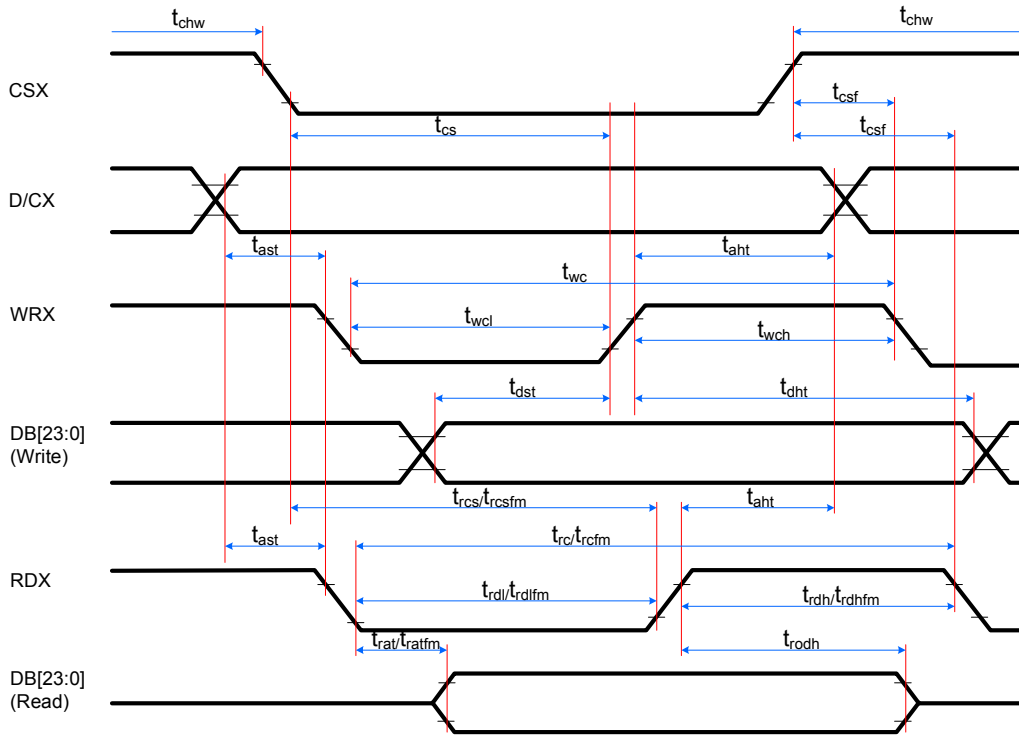 tchw
tchw
CSX
tcsf
tcs
tcsf
D/CX
tast
taht
twc
WRX
twcl
twch
tdst
tdht
DB[23:0]
(Write)
trcs/trcsfm
taht
tast
trc/trcfm
RDX
trdl/trdlfm
trdh/trdhfm
trat/tratfm
trodh
DB[23:0]
(Read)